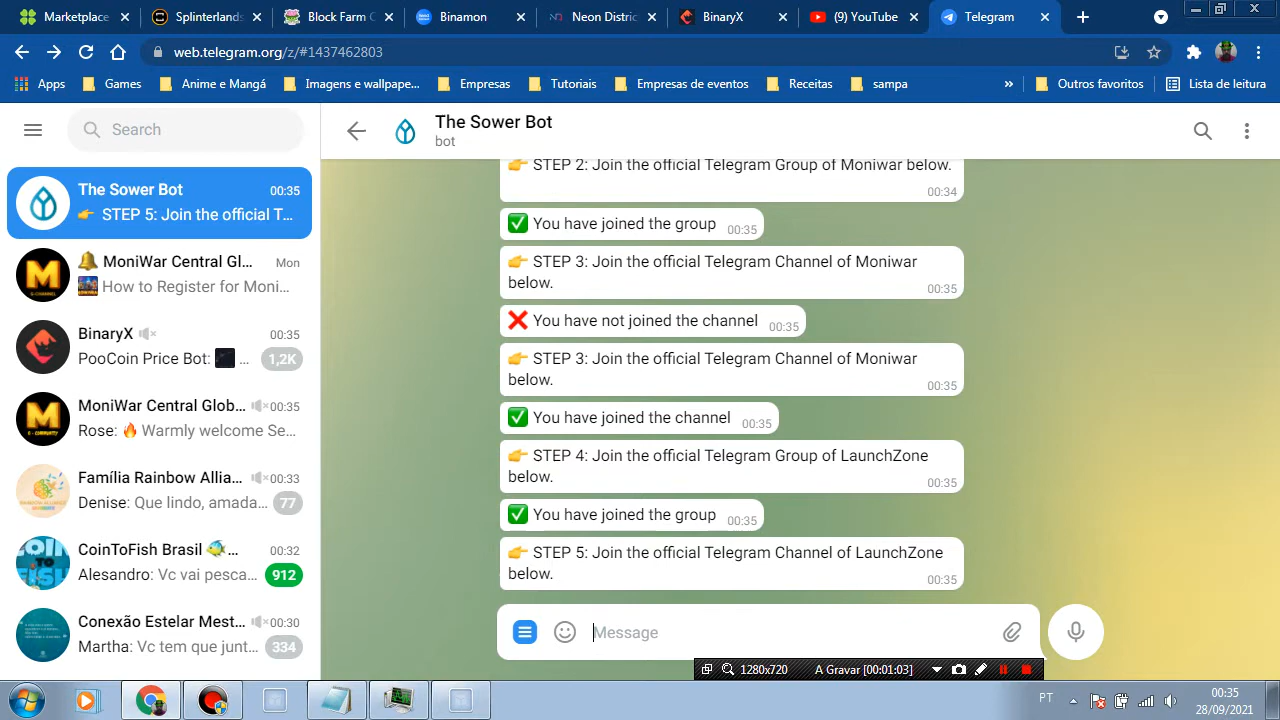 Marketplace
Splinterlands
Block Farm C
Binamon
Neon Distric
BinaryX
(9) YouTube
Telegram
web.telegram.org/z/#1437462803
Apps
Games
Anime e Mangá
Imagens e wallpape...
Empresas
Tutoriais
Empresas de eventos
Receitas
sampa
»
Outros favoritos
Lista de leitura
Search
The Sower Bot 00:35
👉 STEP 5: Join the official T...
🔔 MoniWar Central Gl... Mon
How to Register for Moni...
BinaryX 00:35
PooCoin Price Bot: ... 1,2K
MoniWar Central Glob... 00:35
Rose: 🔥 Warmly welcome Se...
Família Rainbow Allia... 00:33
Denise: Que lindo, amada... 77
CoinToFish Brasil 🐠... 00:32
Alesandro: Vc vai pesca... 912
Conexão Estelar Mest... 00:30
Martha: Vc tem que junt... 334
The Sower Bot
bot
👉 STEP 2: Join the official Telegram Group of Moniwar below.
00:34
✅ You have joined the group 00:35
👉 STEP 3: Join the official Telegram Channel of Moniwar
below. 00:35
❌ You have not joined the channel 00:35
👉 STEP 3: Join the official Telegram Channel of Moniwar
below. 00:35
✅ You have joined the channel 00:35
👉 STEP 4: Join the official Telegram Group of LaunchZone
below. 00:35
✅ You have joined the group 00:35
👉 STEP 5: Join the official Telegram Channel of LaunchZone
below. 00:35
Message
1280x720 A Gravar [00:01:03]
PT
00:35
28/09/2021